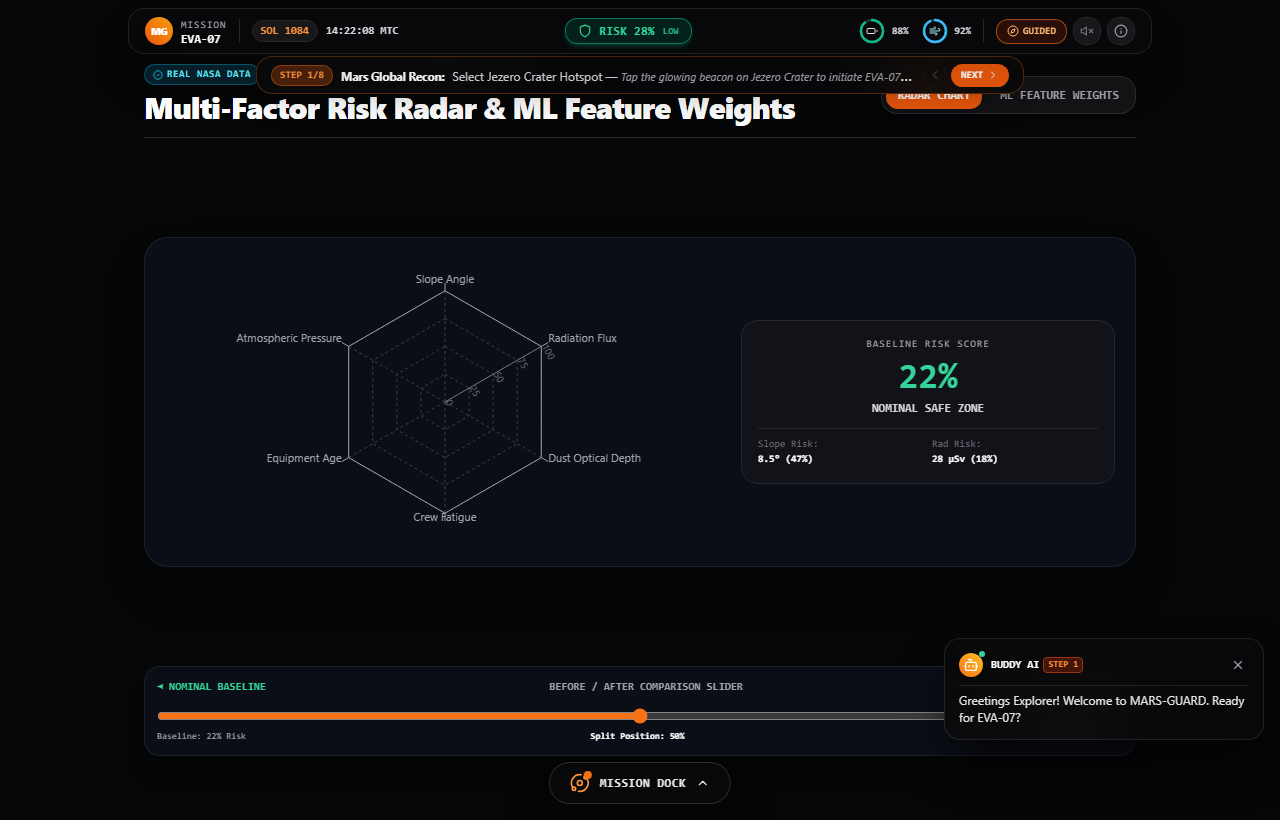 MG
MISSION
EVA-07
SOL 1084
14:22:08 MTC
RISK 28% LOW
88%
92%
GUIDED
REAL NASA DATA
STEP 1/8
Mars Global Recon: Select Jezero Crater Hotspot — Tap the glowing beacon on Jezero Crater to initiate EVA-07...
NEXT
Multi-Factor Risk Radar & ML Feature Weights
RADAR CHART
ML FEATURE WEIGHTS
Slope Angle
Atmospheric Pressure
Radiation Flux
100
75
50
25
0
Equipment Age
Dust Optical Depth
Crew Fatigue
BASELINE RISK SCORE
22%
NOMINAL SAFE ZONE
Slope Risk:
8.5° (47%)
Rad Risk:
28 µSv (18%)
◄ NOMINAL BASELINE
BEFORE / AFTER COMPARISON SLIDER
Baseline: 22% Risk
Split Position: 50%
BUDDY AI
STEP 1
Greetings Explorer! Welcome to MARS-GUARD. Ready
for EVA-07?
MISSION DOCK